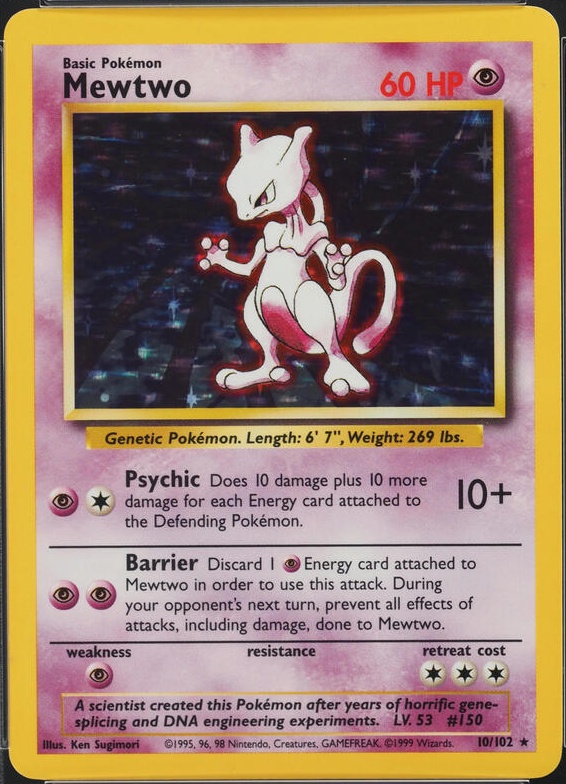 Basic Pokémon
Mewtwo
60 HP
Genetic Pokémon. Length: 6' 7", Weight: 269 lbs.
Psychic Does 10 damage plus 10 more
damage for each Energy card attached to
the Defending Pokémon.
10+
Barrier Discard 1 Energy card attached to
Mewtwo in order to use this attack. During
your opponent's next turn, prevent all effects of
attacks, including damage, done to Mewtwo.
weakness resistance retreat cost
A scientist created this Pokémon after years of horrific gene-
splicing and DNA engineering experiments. LV. 53 #150
Illus. Ken Sugimori ©1995, 96, 98 Nintendo, Creatures, GAMEFREAK. ©1999 Wizards. 10/102 ★